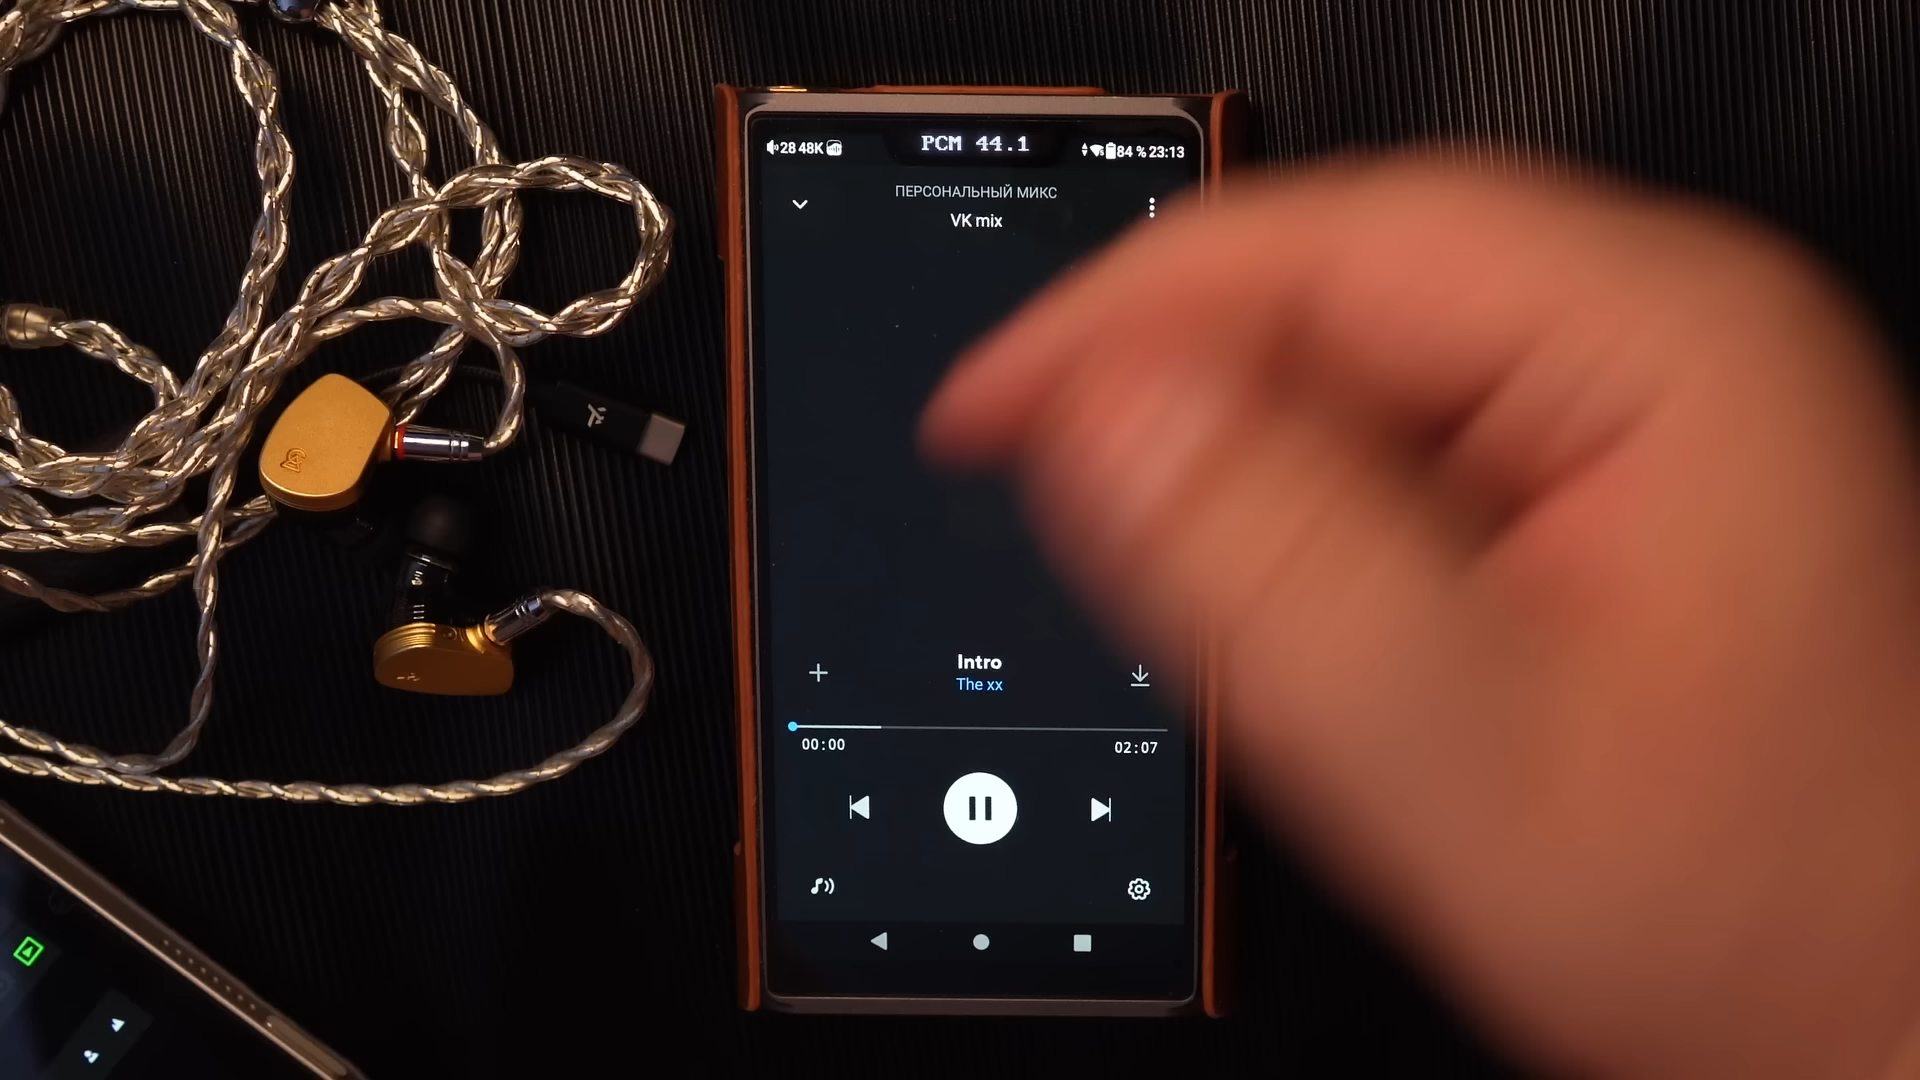 28 48K
PCM 44.1
84 % 23:13
ПЕРСОНАЛЬНЫЙ МИКС
VK mix
Intro
The xx
00:00
02:07